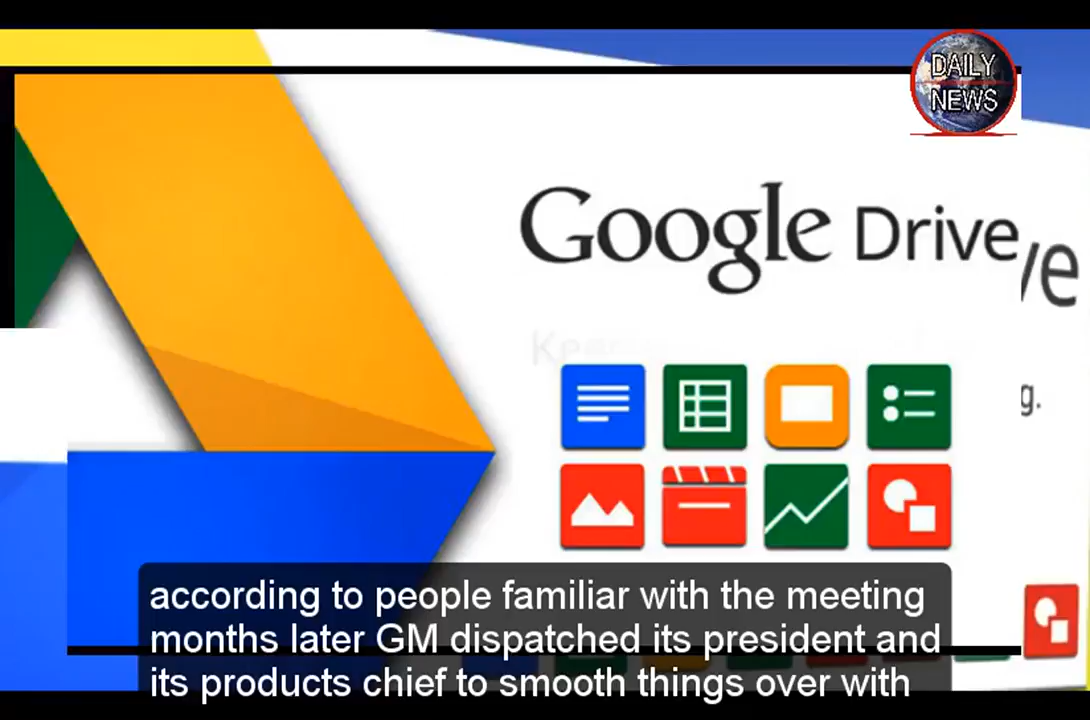 DAILY
NEWS
Google Drive
ve
g.
according to people familiar with the meeting
months later GM dispatched its president and
its products chief to smooth things over with